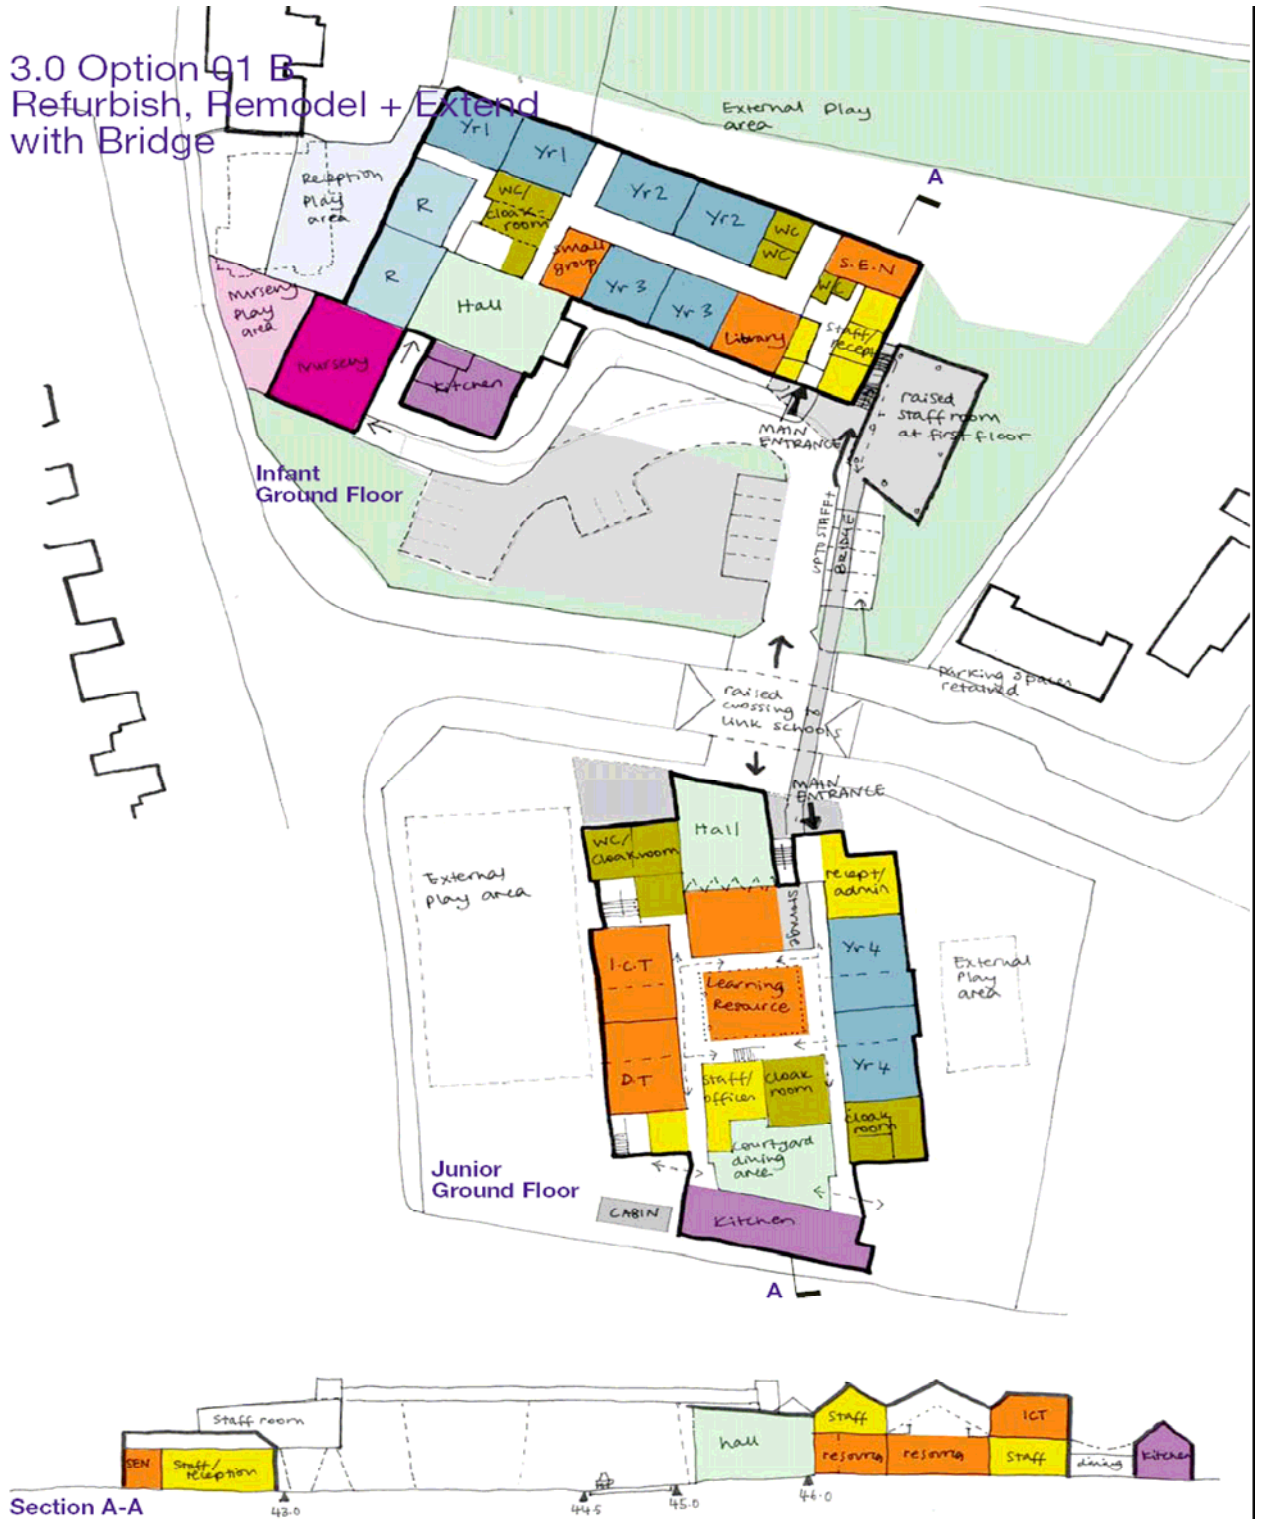 3.0 Option 01 B
Refurbish, Remodel + Extend
with Bridge
External Play
area
A
Yr1
Yr1
Yr2
Yr2
WC
WC
S.E.N
Reception
Play
area
R
R
WC/
cloak-
room
small
group
Yr 3
Yr 3
Library
WC
Staff/
recept
Nursery
Play
area
Hall
Nursery
Kitchen
raised
staff room
at first floor
MAIN
ENTRANCE
Infant
Ground Floor
UP TO STAFF +
BRIDGE
Parking spaces
retained
raised
crossing to
link schools
MAIN
ENTRANCE
Hall
WC/
cloakroom
recept/
admin
External
Play area
Storage
I.C.T
Learning
Resource
Yr 4
External
Play
area
D.T
Staff/
offices
cloak
room
Yr 4
cloak
room
courtyard
dining
area
Junior
Ground Floor
CABIN
Kitchen
A
Staff room
SEN
Staff/
reception
hall
Staff
ICT
resource
resource
Staff
dining
Kitchen
Section A-A
43.0
44.5
45.0
46.0